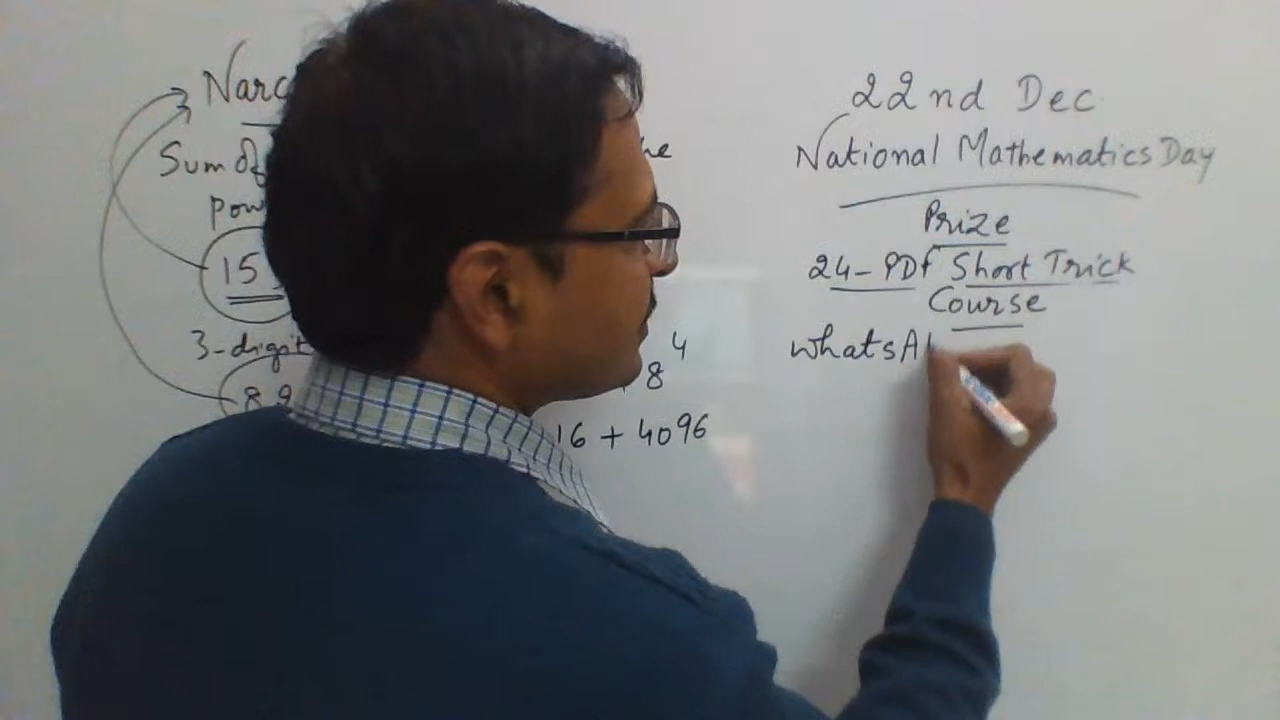 Narc
Sum of
pow
15
3-digit
8 9
8 4
16 + 4096
22nd Dec
National Mathematics Day
Prize
24-PDf Short Trick
Course
whatsA